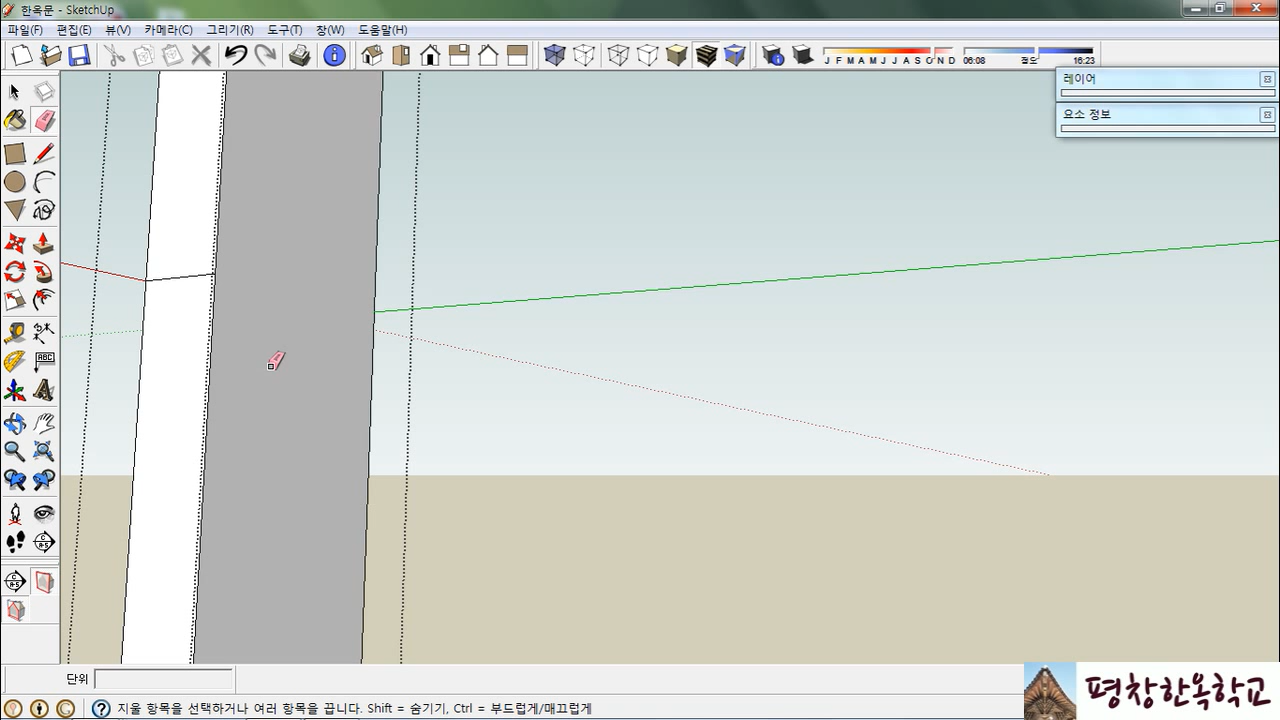 한옥문 - SketchUp
파일(F) 편집(E) 뷰(V) 카메라(C) 그리기(R) 도구(T) 창(W) 도움말(H)
J F M A M J J A S O N D 06:08 정오 16:23
레이어
요소 정보
ABC
단위
지울 항목을 선택하거나 여러 항목을 끕니다. Shift = 숨기기, Ctrl = 부드럽게/매끄럽게
평창한옥학교